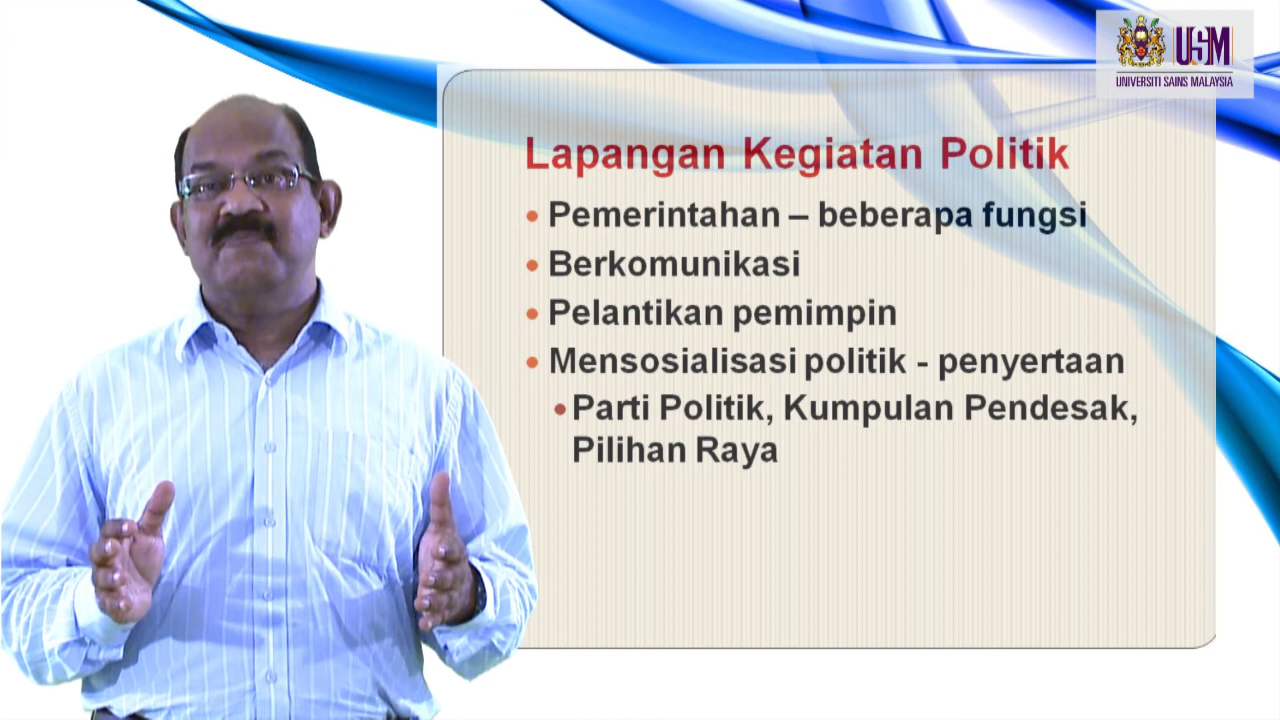 USM
UNIVERSITI SAINS MALAYSIA
Lapangan Kegiatan Politik
• Pemerintahan – beberapa fungsi
• Berkomunikasi
• Pelantikan pemimpin
• Mensosialisasi politik - penyertaan
• Parti Politik, Kumpulan Pendesak,
Pilihan Raya